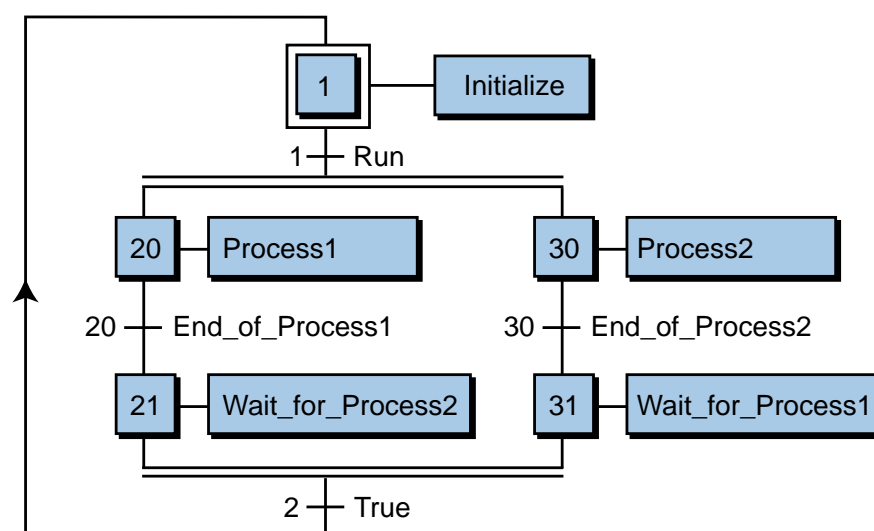 1 Initialize
1 Run
20 Process1 30 Process2
20 End_of_Process1 30 End_of_Process2
21 Wait_for_Process2 31 Wait_for_Process1
2 True